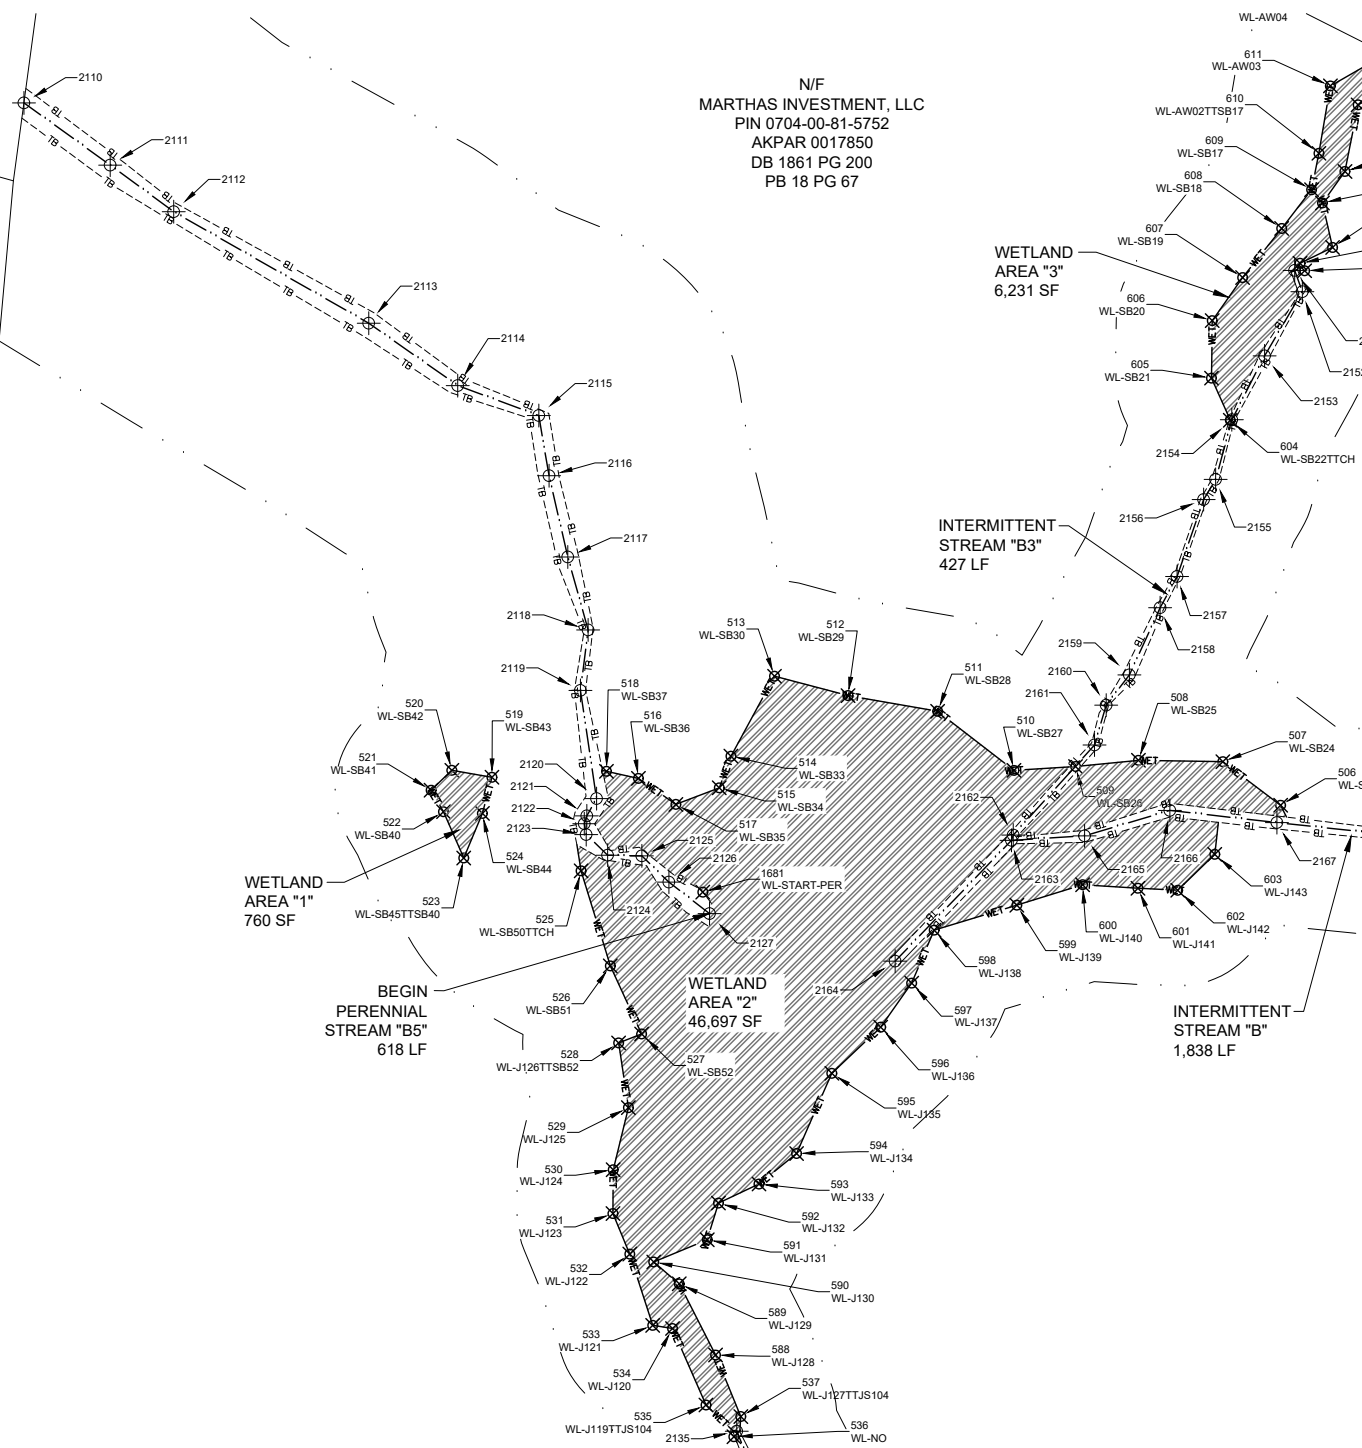 WL-AW04
611
WL-AW03
610
WL-AW02TTSB17
609
WL-SB17
608
WL-SB18
607
WL-SB19
606
WL-SB20
605
WL-SB21
N/F
MARTHAS INVESTMENT, LLC
PIN 0704-00-81-5752
AKPAR 0017850
DB 1861 PG 200
PB 18 PG 67
WETLAND
AREA "3"
6,231 SF
2110
2111
2112
2113
2114
2115
2116
2117
2118
2119
2152
2153
2154
604
WL-SB22TTCH
2155
2156
INTERMITTENT
STREAM "B3"
427 LF
2157
2158
2159
2160
2161
513
WL-SB30
512
WL-SB29
511
WL-SB28
510
WL-SB27
508
WL-SB25
507
WL-SB24
506
509
WL-SB26
518
WL-SB37
516
WL-SB36
514
WL-SB33
515
WL-SB34
517
WL-SB35
520
WL-SB42
519
WL-SB43
521
WL-SB41
522
WL-SB40
524
WL-SB44
523
WL-SB45TTSB40
WETLAND
AREA "1"
760 SF
2120
2121
2122
2123
2124
2125
2126
1681
WL-START-PER
2127
525
WL-SB50TTCH
2162
2163
2164
2165
2166
2167
603
WL-J143
602
WL-J142
601
WL-J141
600
WL-J140
599
WL-J139
598
WL-J138
597
WL-J137
596
WL-J136
595
WL-J135
594
WL-J134
593
WL-J133
592
WL-J132
591
WL-J131
590
WL-J130
589
WL-J129
588
WL-J128
537
WL-J127TTJS104
536
WL-NO
2135
535
WL-J119TTJS104
534
WL-J120
533
WL-J121
532
WL-J122
531
WL-J123
530
WL-J124
529
WL-J125
528
WL-J126TTSB52
527
WL-SB52
526
WL-SB51
BEGIN
PERENNIAL
STREAM "B5"
618 LF
WETLAND
AREA "2"
46,697 SF
INTERMITTENT
STREAM "B"
1,838 LF